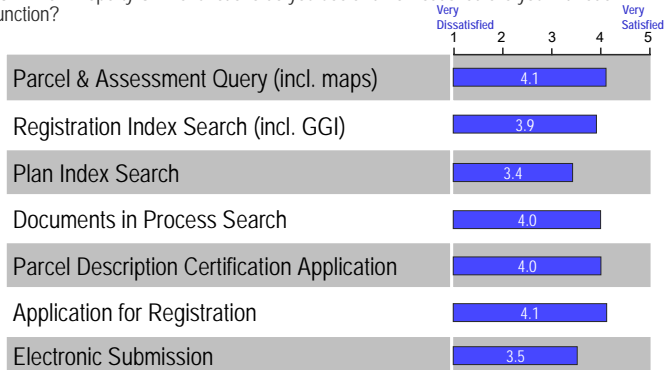 unction?
Very
Dissatisfied
Very
Satisfied
1 2 3 4 5
Parcel & Assessment Query (incl. maps) 4.1
Registration Index Search (incl. GGI) 3.9
Plan Index Search 3.4
Documents in Process Search 4.0
Parcel Description Certification Application 4.0
Application for Registration 4.1
Electronic Submission 3.5